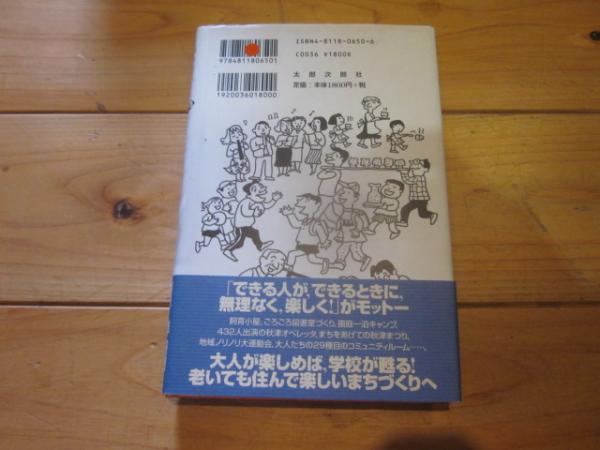 ISBN4-8118-0650-6
C0036 ¥1800E
9784811806501
太郎次郎社
定価:本体1800円+税
1920036018000
「できる人が、できるときに、
無理なく、楽しく!」がモットー
飼育小屋、ごろごろ図書室づくり、園庭一泊キャンプ、
432人出演の秋津オペレッタ、まちをあげての秋津まつり、
地域ノリノリ大運動会、大人たちの29種目のコミュニティルーム……。
大人が楽しめば、学校が甦る!
老いても住んで楽しいまちづくりへ